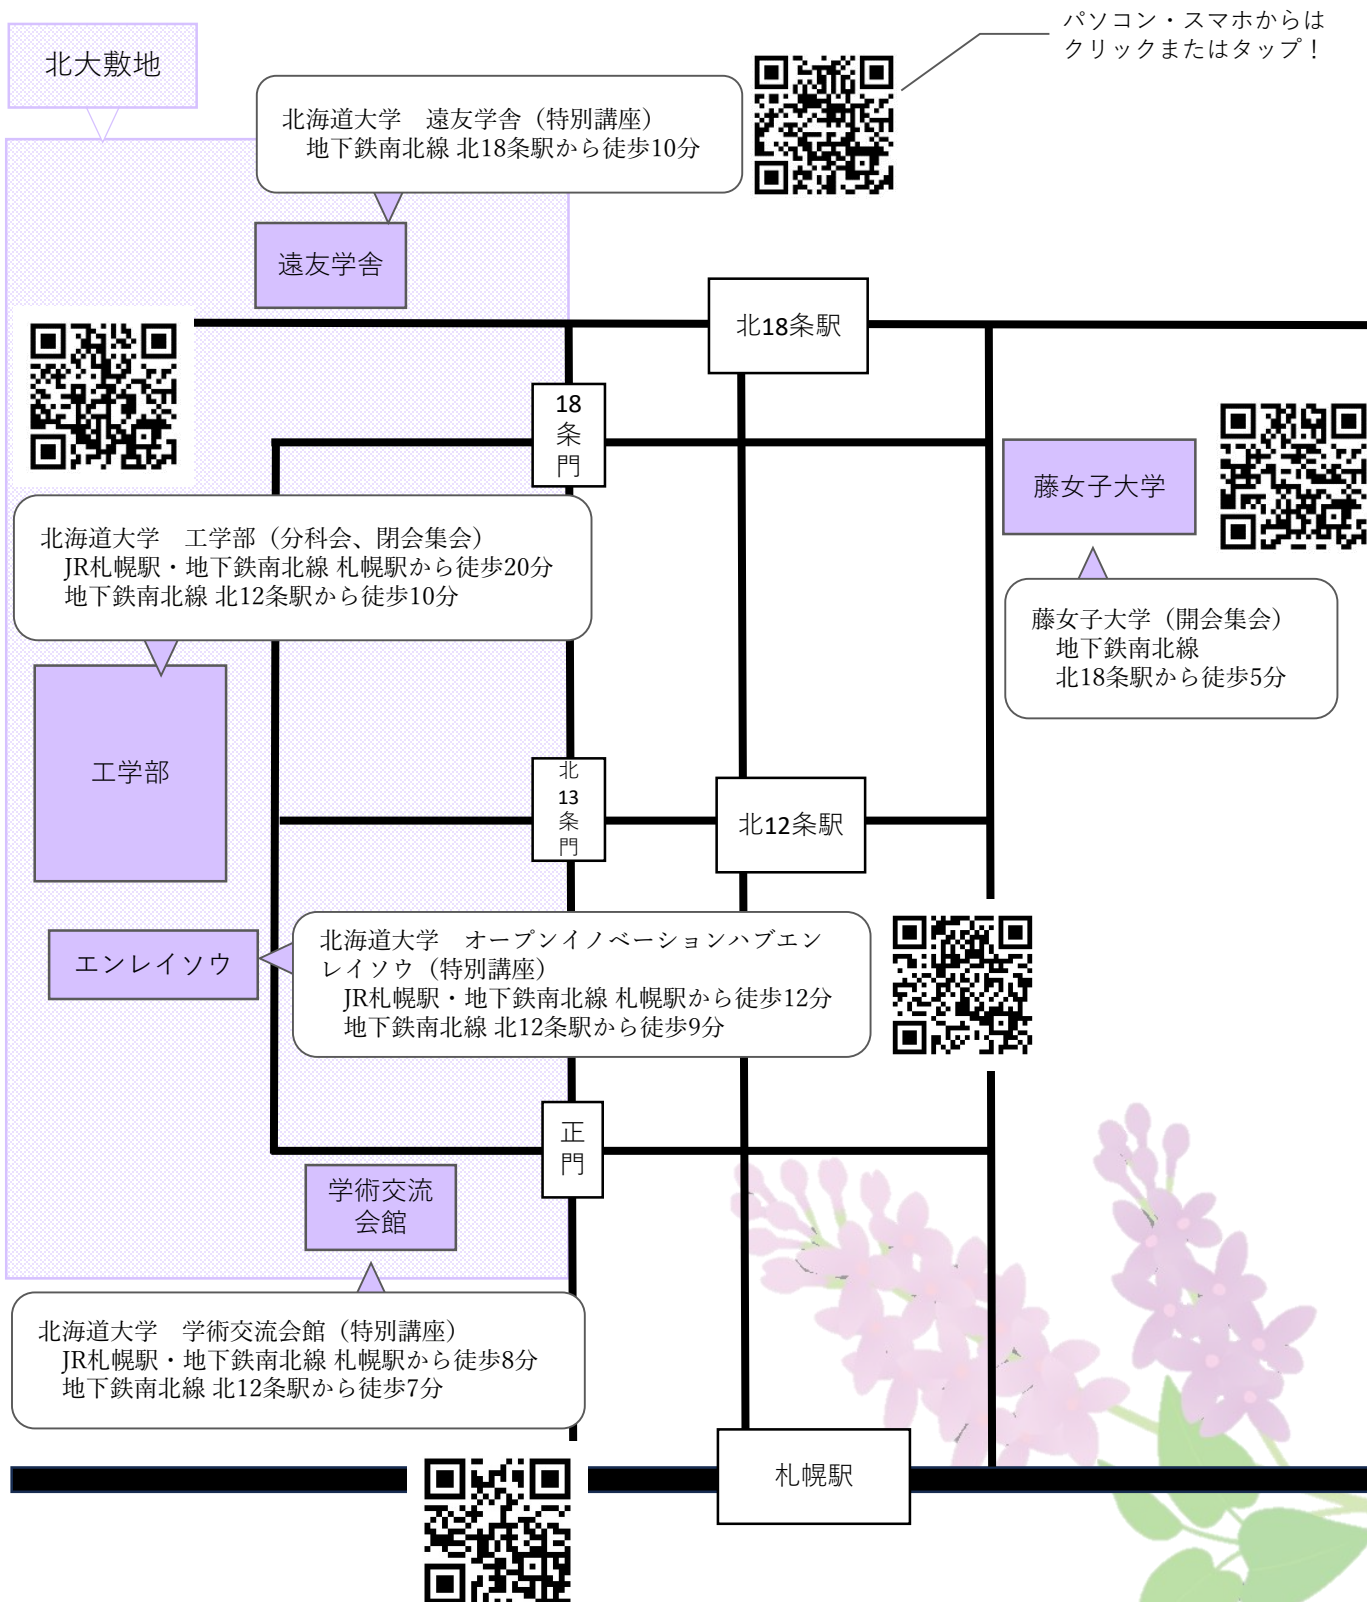 パソコン・スマホからは
クリックまたはタップ！
北大敷地
北海道大学　遠友学舎（特別講座）
地下鉄南北線 北18条駅から徒歩10分
遠友学舎
北18条駅
18
条
門
藤女子大学
北海道大学　工学部（分科会、閉会集会）
JR札幌駅・地下鉄南北線 札幌駅から徒歩20分
地下鉄南北線 北12条駅から徒歩10分
藤女子大学（開会集会）
地下鉄南北線
北18条駅から徒歩5分
工学部
北
13
条
門
北12条駅
エンレイソウ
北海道大学　オープンイノベーションハブエン
レイソウ（特別講座）
JR札幌駅・地下鉄南北線 札幌駅から徒歩12分
地下鉄南北線 北12条駅から徒歩9分
正
門
学術交流
会館
北海道大学　学術交流会館（特別講座）
JR札幌駅・地下鉄南北線 札幌駅から徒歩8分
地下鉄南北線 北12条駅から徒歩7分
札幌駅